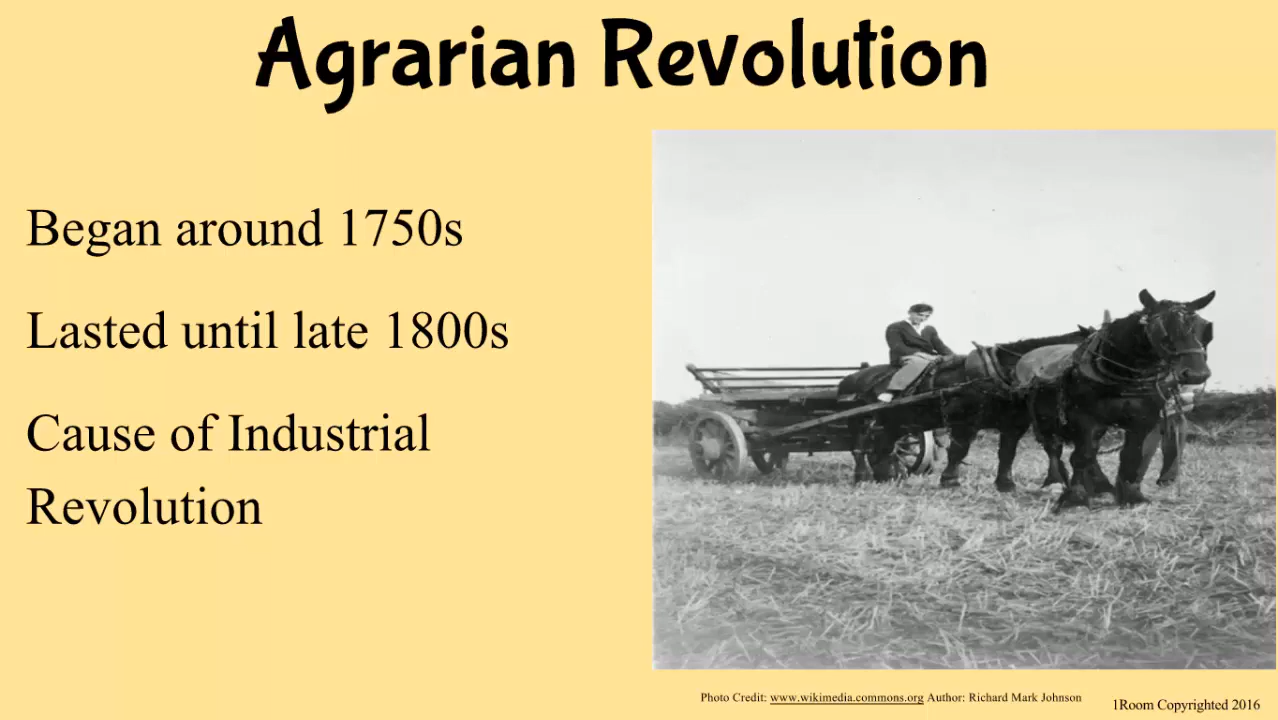 Agrarian Revolution
Began around 1750s
Lasted until late 1800s
Cause of Industrial
Revolution
Photo Credit: www.wikimedia.commons.org Author: Richard Mark Johnson
1Room Copyrighted 2016